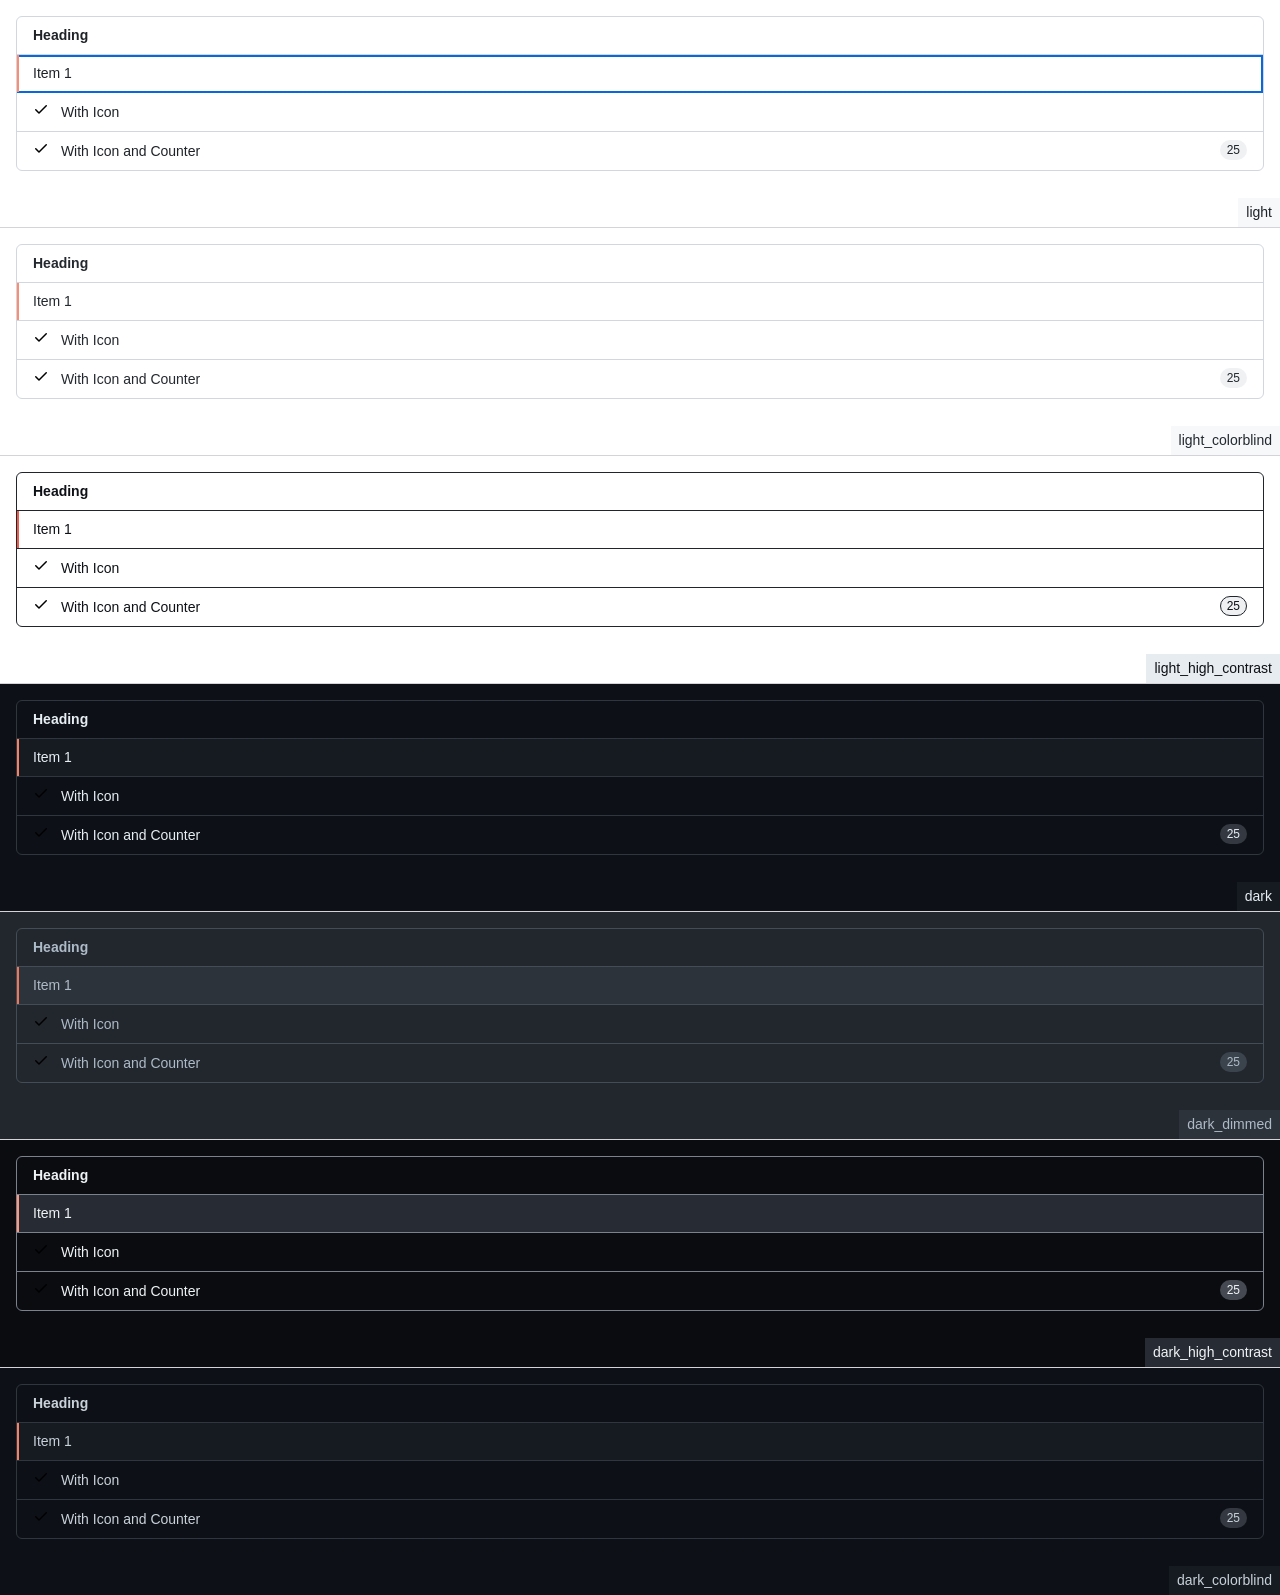 Heading
Item 1
With Icon
With Icon and Counter 25
light
Heading
Item 1
With Icon
With Icon and Counter 25
light_colorblind
Heading
Item 1
With Icon
With Icon and Counter 25
light_high_contrast
Heading
Item 1
With Icon
With Icon and Counter 25
dark
Heading
Item 1
With Icon
With Icon and Counter 25
dark_dimmed
Heading
Item 1
With Icon
With Icon and Counter 25
dark_high_contrast
Heading
Item 1
With Icon
With Icon and Counter 25
dark_colorblind